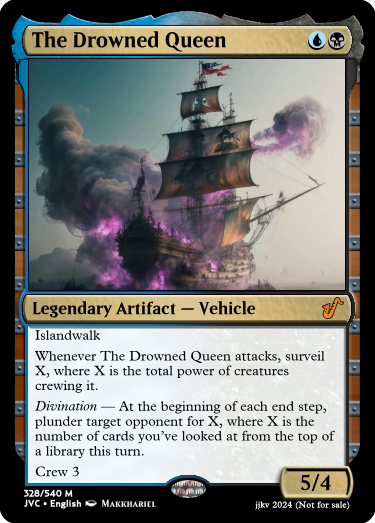 The Drowned Queen
Legendary Artifact — Vehicle
Islandwalk
Whenever The Drowned Queen attacks, surveil
X, where X is the total power of creatures
crewing it.
Divination — At the beginning of each end step,
plunder target opponent for X, where X is the
number of cards you've looked at from the top of
a library this turn.
Crew 3
5/4
328/540 M
JVC • English MAKKHARIEL
jjkv 2024 (Not for sale)